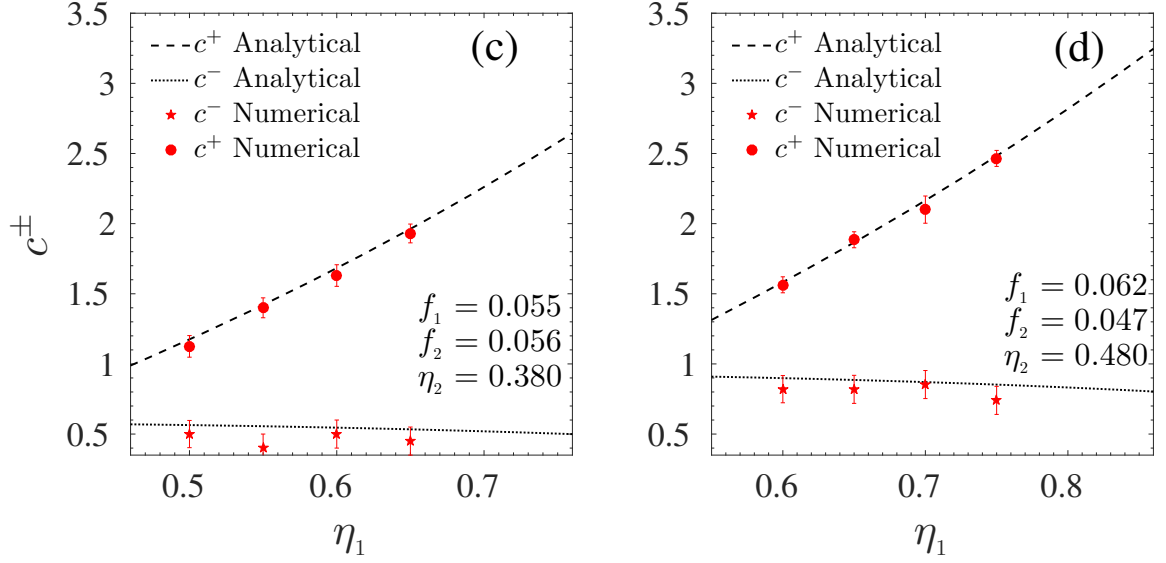 3.5
3
2.5
2
1.5
1
0.5
c±
(c)
c+ Analytical
c− Analytical
c− Numerical
c+ Numerical
f1 = 0.055
f2 = 0.056
η2 = 0.380
0.5 0.6 0.7
η1
3.5
3
2.5
2
1.5
1
0.5
(d)
c+ Analytical
c− Analytical
c− Numerical
c+ Numerical
f1 = 0.062
f2 = 0.047
η2 = 0.480
0.6 0.7 0.8
η1